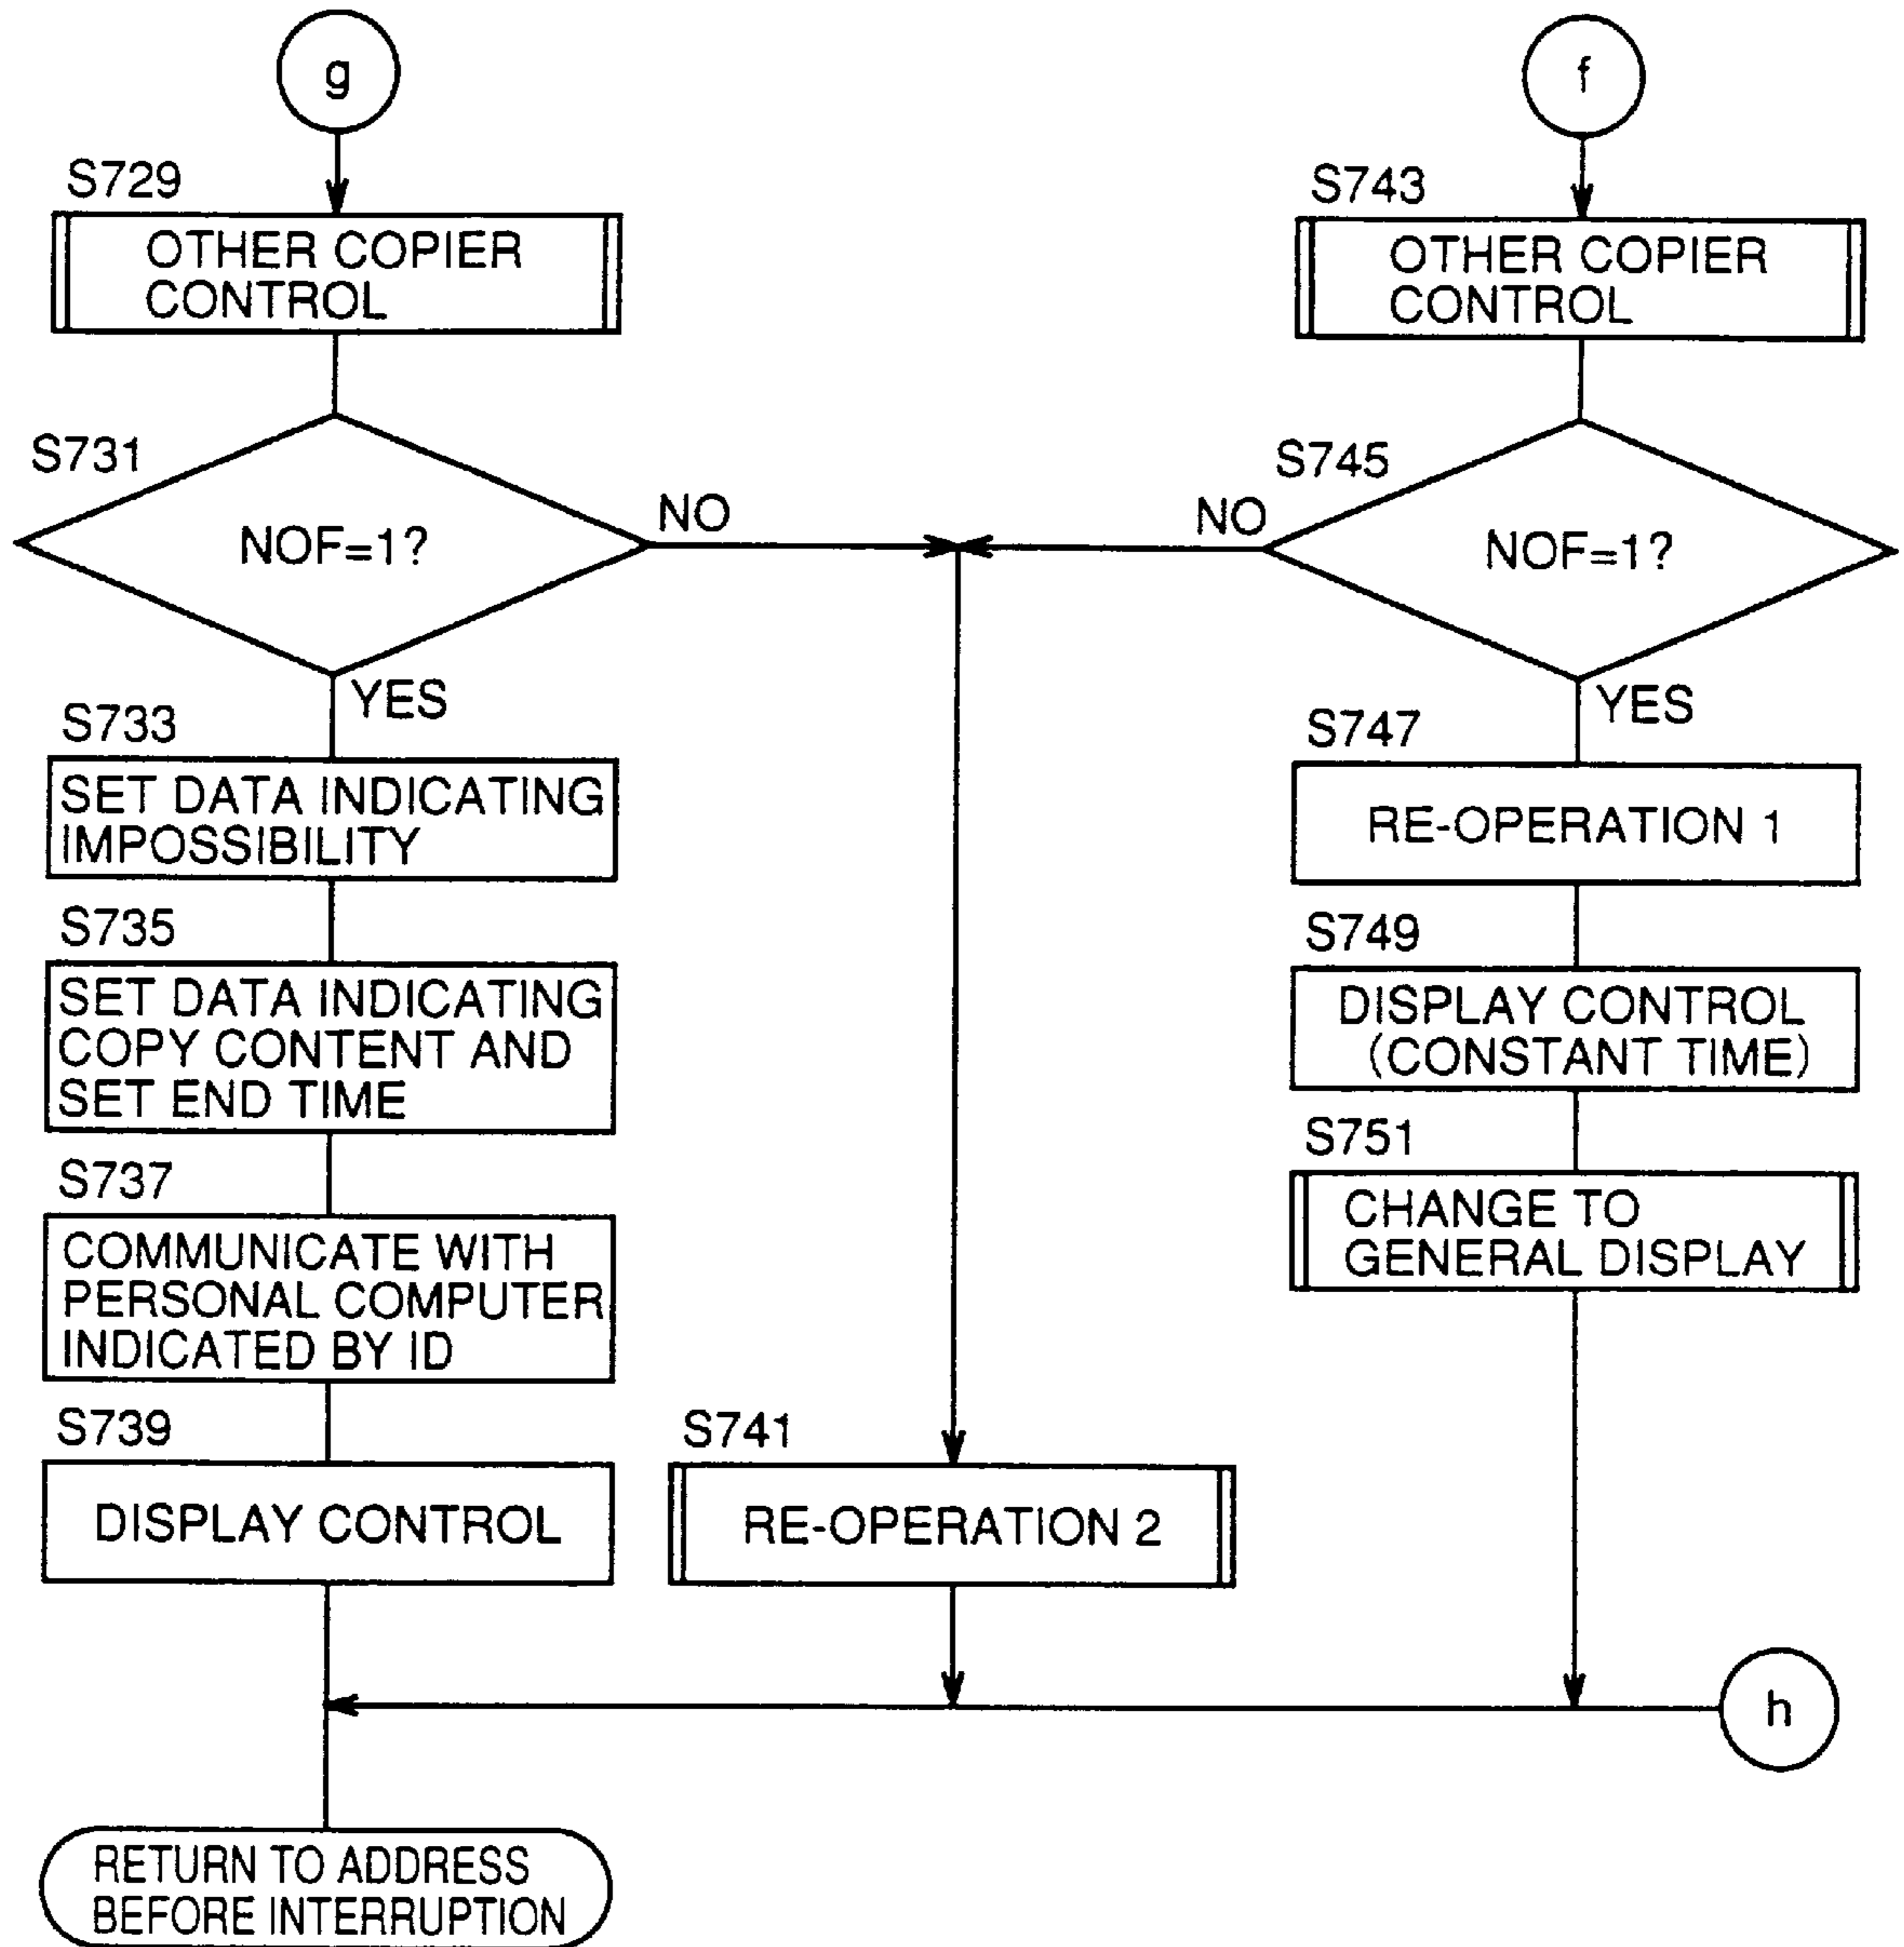 g
S729
OTHER COPIER
CONTROL
S731
NOF=1?
NO
YES
S733
SET DATA INDICATING
IMPOSSIBILITY
S735
SET DATA INDICATING
COPY CONTENT AND
SET END TIME
S737
COMMUNICATE WITH
PERSONAL COMPUTER
INDICATED BY ID
S739
DISPLAY CONTROL
S741
RE-OPERATION 2
f
S743
OTHER COPIER
CONTROL
S745
NOF=1?
NO
YES
S747
RE-OPERATION 1
S749
DISPLAY CONTROL
(CONSTANT TIME)
S751
CHANGE TO
GENERAL DISPLAY
h
RETURN TO ADDRESS
BEFORE INTERRUPTION